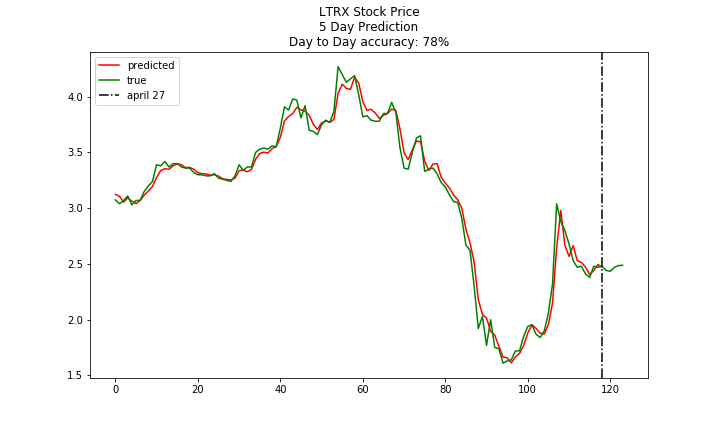 LTRX Stock Price
5 Day Prediction
Day to Day accuracy: 78%
predicted
true
april 27
4.0
3.5
3.0
2.5
2.0
1.5
0 20 40 60 80 100 120